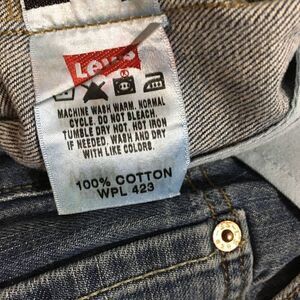 Levi's
MACHINE WASH WARM. NORMAL
CYCLE. DO NOT BLEACH.
TUMBLE DRY HOT. HOT IRON
IF NEEDED. WASH AND DRY
WITH LIKE COLORS.
100% COTTON
WPL 423